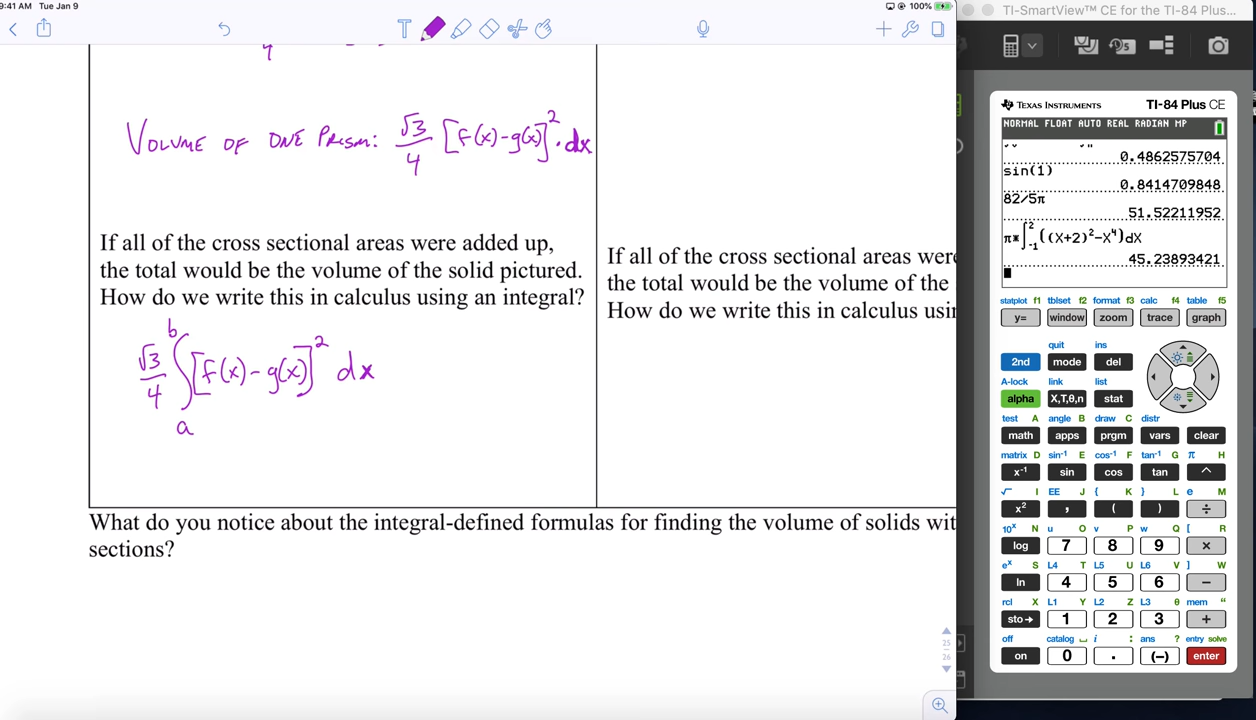 9:41 AM Tue Jan 9
100%
TI-SmartView™ CE for the TI-84 Plus...
4
VOLUME OF ONE PRISM: √3/4 [f(x)-g(x)]²·dx
If all of the cross sectional areas were added up,
the total would be the volume of the solid pictured.
How do we write this in calculus using an integral?
√3/4 ∫ₐᵇ [f(x)-g(x)]² dx
If all of the cross sectional areas were
the total would be the volume of the
How do we write this in calculus usin
What do you notice about the integral-defined formulas for finding the volume of solids wit
sections?
25
26
TEXAS INSTRUMENTS TI-84 Plus CE
NORMAL FLOAT AUTO REAL RADIAN MP
0.4862575704
sin(1)
0.8414709848
82/5π
51.52211952
π*∫₋₁²((X+2)²-X⁴)dX
45.23893421
statplot f1 tblset f2 format f3 calc f4 table f5
y= window zoom trace graph
quit ins
2nd mode del
A-lock link list
alpha X,T,θ,n stat
test A angle B draw C distr
math apps prgm vars clear
matrix D sin⁻¹ E cos⁻¹ F tan⁻¹ G π H
x⁻¹ sin cos tan ^
√ I EE J { K } L e M
x² , ( ) ÷
10ˣ N u O v P w Q [ R
log 7 8 9 ×
eˣ S L4 T L5 U L6 V ] W
ln 4 5 6 −
rcl X L1 Y L2 Z L3 θ mem "
sto→ 1 2 3 +
off catalog i : ans ? entry solve
on 0 . (−) enter